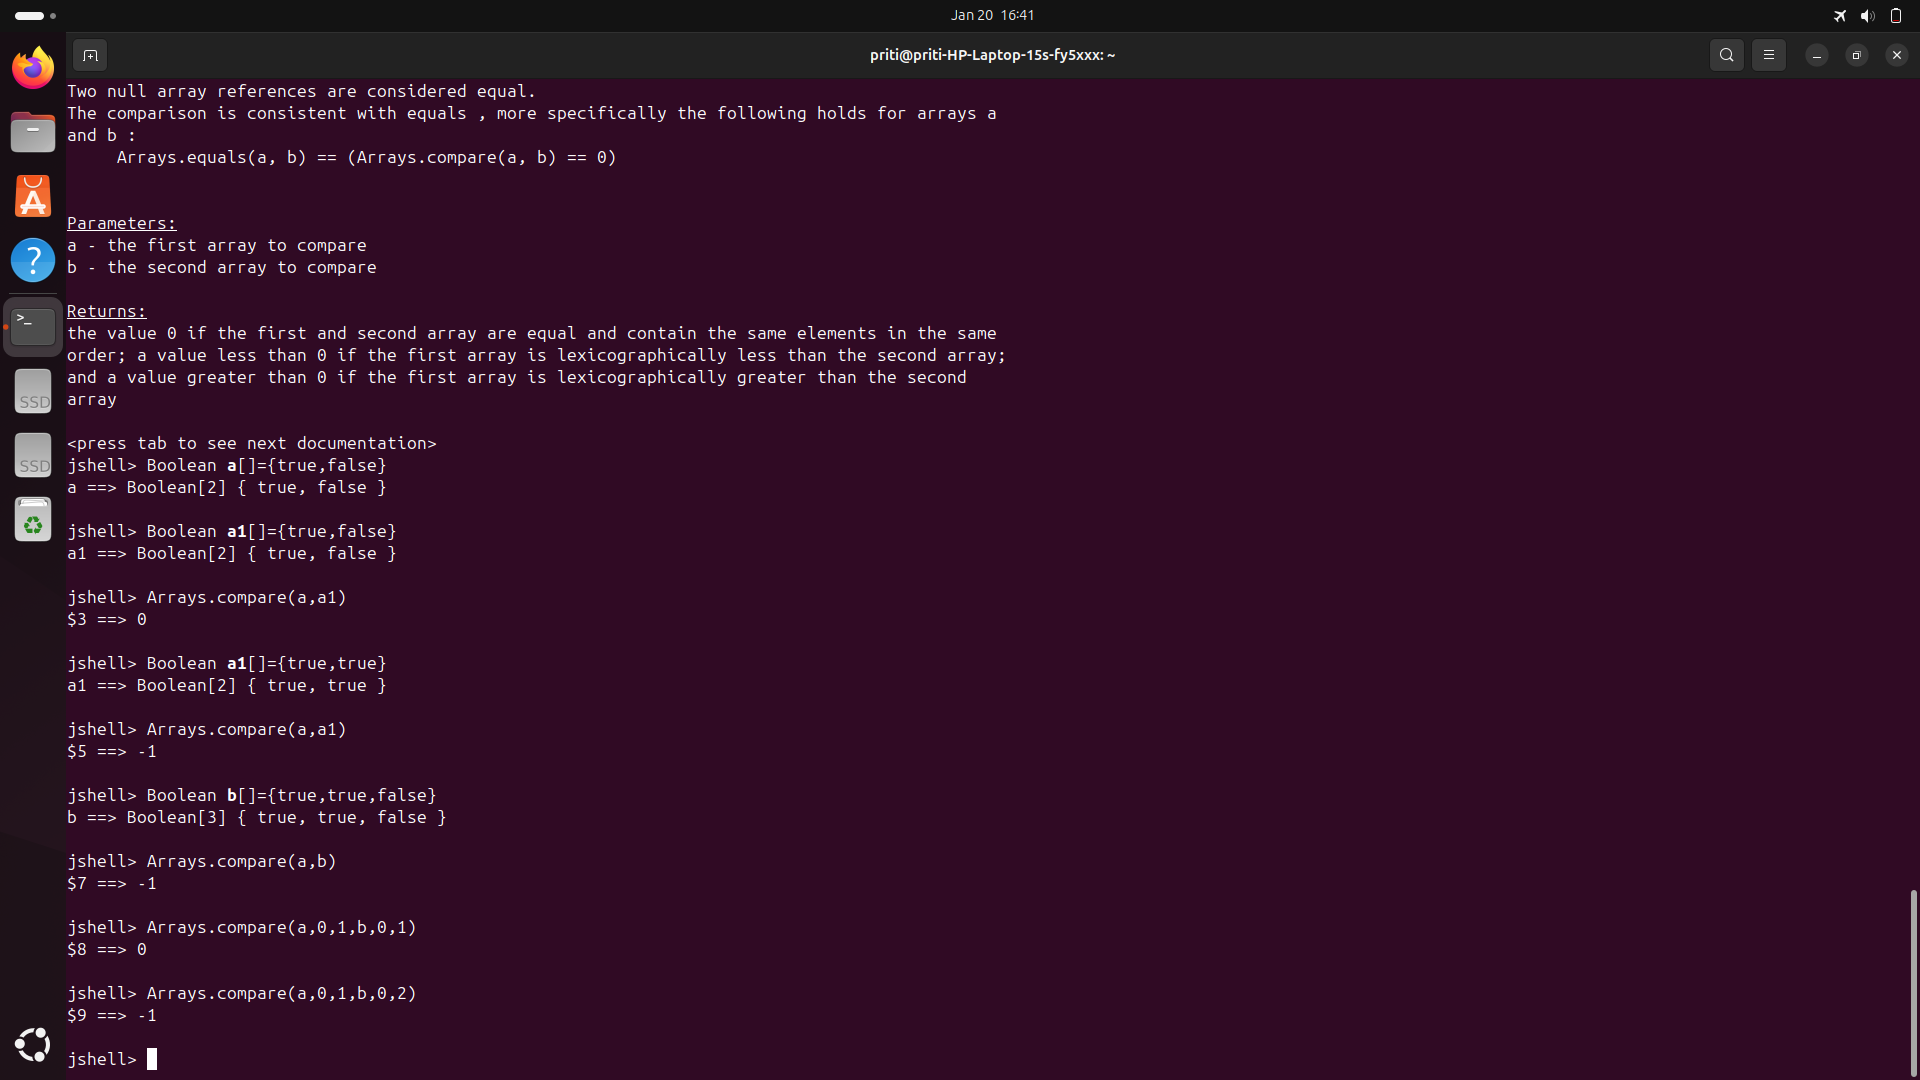 Jan 20 16:41
priti@priti-HP-Laptop-15s-fy5xxx: ~
Two null array references are considered equal.
The comparison is consistent with equals , more specifically the following holds for arrays a
and b :
     Arrays.equals(a, b) == (Arrays.compare(a, b) == 0)
Parameters:
a - the first array to compare
b - the second array to compare
Returns:
the value 0 if the first and second array are equal and contain the same elements in the same
order; a value less than 0 if the first array is lexicographically less than the second array;
and a value greater than 0 if the first array is lexicographically greater than the second
array
<press tab to see next documentation>
jshell> Boolean a[]={true,false}
a ==> Boolean[2] { true, false }
jshell> Boolean a1[]={true,false}
a1 ==> Boolean[2] { true, false }
jshell> Arrays.compare(a,a1)
$3 ==> 0
jshell> Boolean a1[]={true,true}
a1 ==> Boolean[2] { true, true }
jshell> Arrays.compare(a,a1)
$5 ==> -1
jshell> Boolean b[]={true,true,false}
b ==> Boolean[3] { true, true, false }
jshell> Arrays.compare(a,b)
$7 ==> -1
jshell> Arrays.compare(a,0,1,b,0,1)
$8 ==> 0
jshell> Arrays.compare(a,0,1,b,0,2)
$9 ==> -1
jshell>
A
?
>_
SSD
SSD